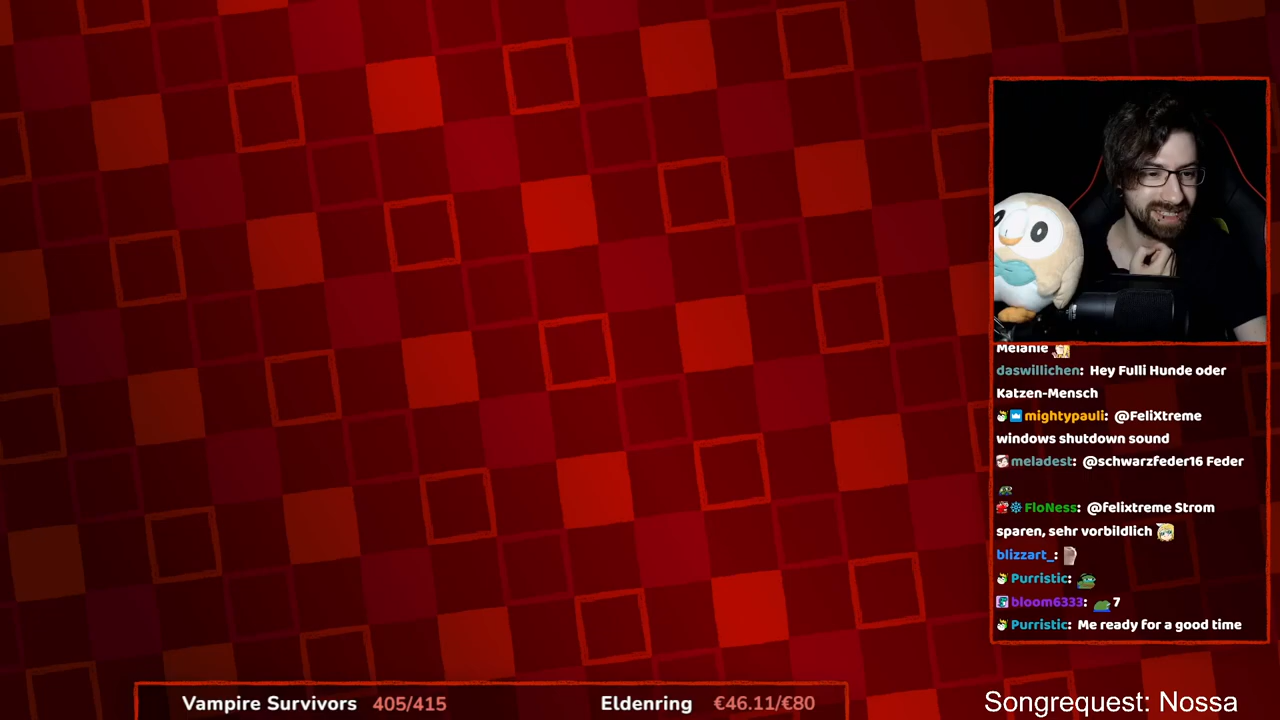 Melanie
daswillichen: Hey Fulli Hunde oder
Katzen-Mensch
mightypauli: @FeliXtreme
windows shutdown sound
meladest: @schwarzfeder16 Feder
FloNess: @felixtreme Strom
sparen, sehr vorbildlich
blizzart_:
Purristic:
bloom6333: 7
Purristic: Me ready for a good time
Vampire Survivors 405/415
Eldenring €46.11/€80
Songrequest: Nossa